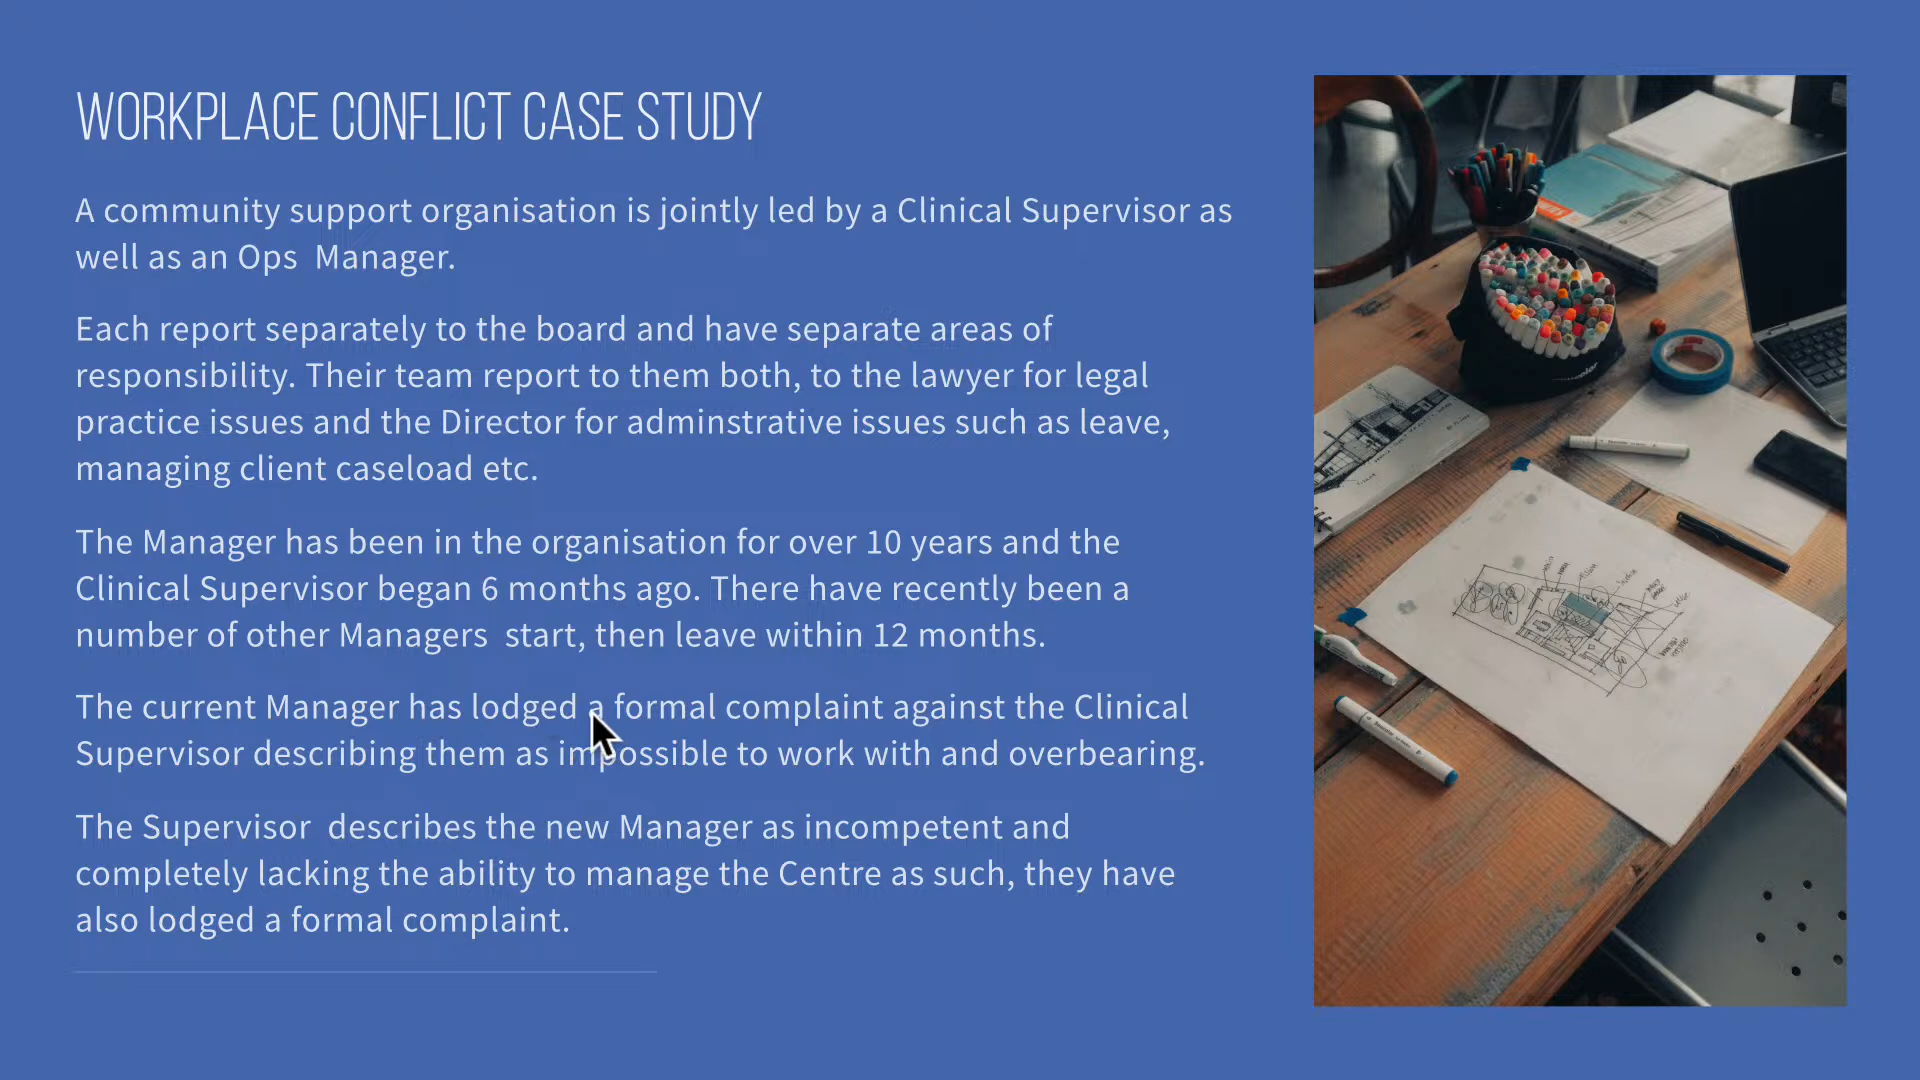 WORKPLACE CONFLICT CASE STUDY
A community support organisation is jointly led by a Clinical Supervisor as
well as an Ops  Manager.
Each report separately to the board and have separate areas of
responsibility. Their team report to them both, to the lawyer for legal
practice issues and the Director for adminstrative issues such as leave,
managing client caseload etc.
The Manager has been in the organisation for over 10 years and the
Clinical Supervisor began 6 months ago. There have recently been a
number of other Managers  start, then leave within 12 months.
The current Manager has lodged a formal complaint against the Clinical
Supervisor describing them as impossible to work with and overbearing.
The Supervisor  describes the new Manager as incompetent and
completely lacking the ability to manage the Centre as such, they have
also lodged a formal complaint.